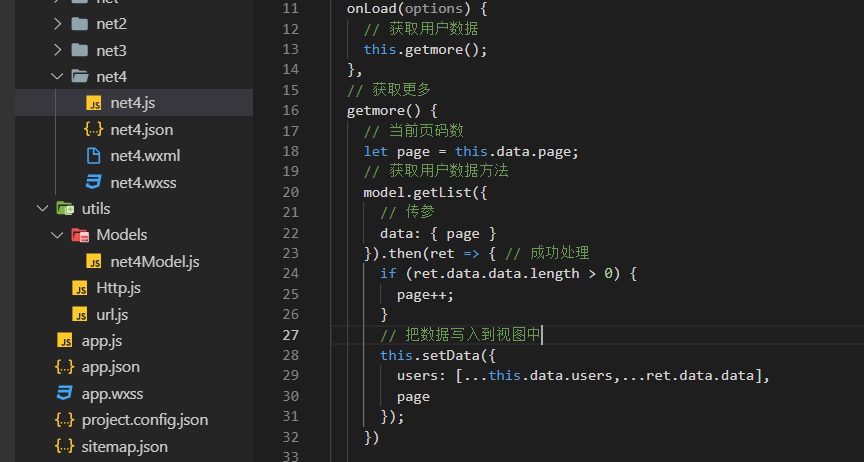 net2
net3
net4
JS net4.js
{..} net4.json
net4.wxml
net4.wxss
utils
Models
JS net4Model.js
JS Http.js
JS url.js
JS app.js
{..} app.json
app.wxss
{..} project.config.json
{..} sitemap.json
11 onLoad(options) {
12 // 获取用户数据
13 this.getmore();
14 },
15 // 获取更多
16 getmore() {
17 // 当前页码数
18 let page = this.data.page;
19 // 获取用户数据方法
20 model.getList({
21 // 传参
22 data: { page }
23 }).then(ret => { // 成功处理
24 if (ret.data.data.length > 0) {
25 page++;
26 }
27 // 把数据写入到视图中
28 this.setData({
29 users: [...this.data.users,...ret.data.data],
30 page
31 });
32 })
33